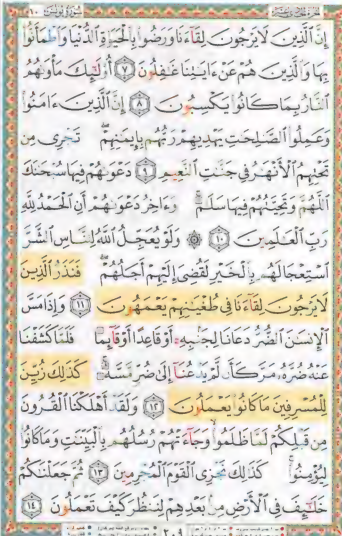 إِنَّ ٱلَّذِينَ لَا يَرْجُونَ لِقَآءَنَا وَرَضُوا۟ بِٱلْحَيَوٰةِ ٱلدُّنْيَا وَٱطْمَأَنُّوا۟
بِهَا وَٱلَّذِينَ هُمْ عَنْ ءَايَٰتِنَا غَٰفِلُونَ ٧ أُو۟لَٰٓئِكَ مَأْوَىٰهُمُ
ٱلنَّارُ بِمَا كَانُوا۟ يَكْسِبُونَ ٨ إِنَّ ٱلَّذِينَ ءَامَنُوا۟
وَعَمِلُوا۟ ٱلصَّٰلِحَٰتِ يَهْدِيهِمْ رَبُّهُم بِإِيمَٰنِهِمْ ۖ تَجْرِى مِن
تَحْتِهِمُ ٱلْأَنْهَٰرُ فِى جَنَّٰتِ ٱلنَّعِيمِ ٩ دَعْوَىٰهُمْ فِيهَا سُبْحَٰنَكَ
ٱللَّهُمَّ وَتَحِيَّتُهُمْ فِيهَا سَلَٰمٌ ۚ وَءَاخِرُ دَعْوَىٰهُمْ أَنِ ٱلْحَمْدُ لِلَّهِ
رَبِّ ٱلْعَٰلَمِينَ ١٠ ۞ وَلَوْ يُعَجِّلُ ٱللَّهُ لِلنَّاسِ ٱلشَّرَّ
ٱسْتِعْجَالَهُم بِٱلْخَيْرِ لَقُضِىَ إِلَيْهِمْ أَجَلُهُمْ ۖ فَنَذَرُ ٱلَّذِينَ
لَا يَرْجُونَ لِقَآءَنَا فِى طُغْيَٰنِهِمْ يَعْمَهُونَ ١١ وَإِذَا مَسَّ
ٱلْإِنسَٰنَ ٱلضُّرُّ دَعَانَا لِجَنۢبِهِۦٓ أَوْ قَاعِدًا أَوْ قَآئِمًا فَلَمَّا كَشَفْنَا
عَنْهُ ضُرَّهُۥ مَرَّ كَأَن لَّمْ يَدْعُنَآ إِلَىٰ ضُرٍّ مَّسَّهُۥ ۚ كَذَٰلِكَ زُيِّنَ
لِلْمُسْرِفِينَ مَا كَانُوا۟ يَعْمَلُونَ ١٢ وَلَقَدْ أَهْلَكْنَا ٱلْقُرُونَ
مِن قَبْلِكُمْ لَمَّا ظَلَمُوا۟ ۙ وَجَآءَتْهُمْ رُسُلُهُم بِٱلْبَيِّنَٰتِ وَمَا كَانُوا۟
لِيُؤْمِنُوا۟ ۚ كَذَٰلِكَ نَجْزِى ٱلْقَوْمَ ٱلْمُجْرِمِينَ ١٣ ثُمَّ جَعَلْنَٰكُمْ
خَلَٰٓئِفَ فِى ٱلْأَرْضِ مِنۢ بَعْدِهِمْ لِنَنظُرَ كَيْفَ تَعْمَلُونَ ١٤
٢٠٩